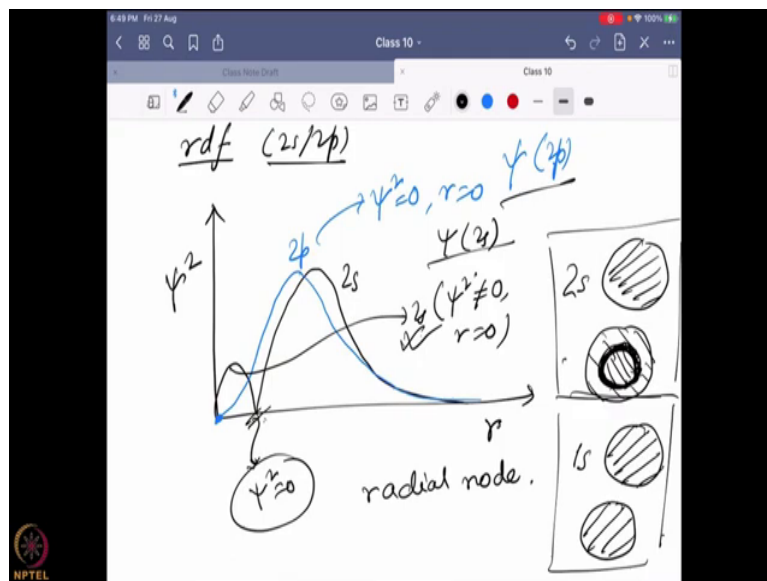 6:49 PM Fri 27 Aug
100%
Class 10
Class Note Draft
Class 10
rdf (2s/2p)
ψ²=0, r=0
ψ(2p)
ψ(2s)
ψ²
2p
2s
2s (ψ²≠0,
r=0)
r
ψ²=0
radial node.
2s
1s
NPTEL